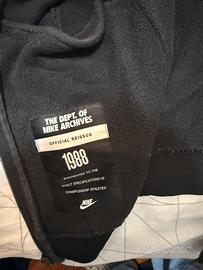 THE DEPT. OF
NIKE ARCHIVES
OFFICIAL REISSUE
1988
ENGINEERED TO THE
EXACT SPECIFICATIONS OF
CHAMPIONSHIP ATHLETES
NIKE